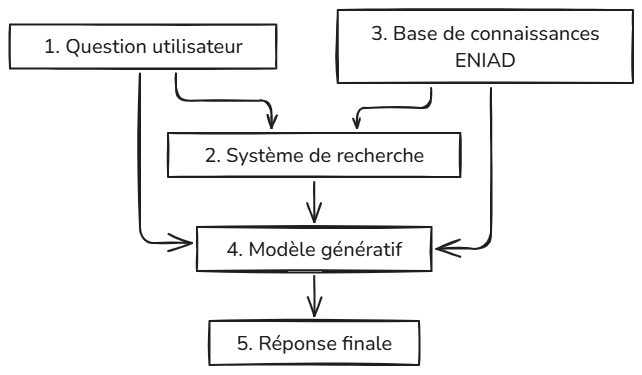 1. Question utilisateur
3. Base de connaissances
ENIAD
2. Système de recherche
4. Modèle génératif
5. Réponse finale